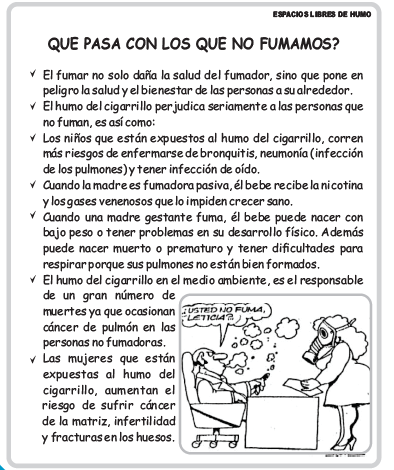 ESPACIOS LIBRES DE HUMO
QUE PASA CON LOS QUE NO FUMAMOS?
✓ El fumar no solo daña la salud del fumador, sino que pone en
peligro la salud y el bienestar de las personas a su alrededor.
✓ El humo del cigarrillo perjudica seriamente a las personas que
no fuman, es así como:
✓ Los niños que están expuestos al humo del cigarrillo, corren
más riesgos de enfermarse de bronquitis, neumonía (infección
de los pulmones) y tener infección de oído.
✓ Cuando la madre es fumadora pasiva, él bebe recibe la nicotina
y los gases venenosos que lo impiden crecer sano.
✓ Cuando una madre gestante fuma, él bebe puede nacer con
bajo peso o tener problemas en su desarrollo físico. Además
puede nacer muerto o prematuro y tener dificultades para
respirar porque sus pulmones no están bien formados.
✓ El humo del cigarrillo en el medio ambiente, es el responsable
de un gran número de
muertes ya que ocasionan
cáncer de pulmón en las
personas no fumadoras.
✓ Las mujeres que están
expuestas al humo del
cigarrillo, aumentan el
riesgo de sufrir cáncer
de la matriz, infertilidad
y fracturas en los huesos.
¿USTED NO FUMA,
LETICIA?